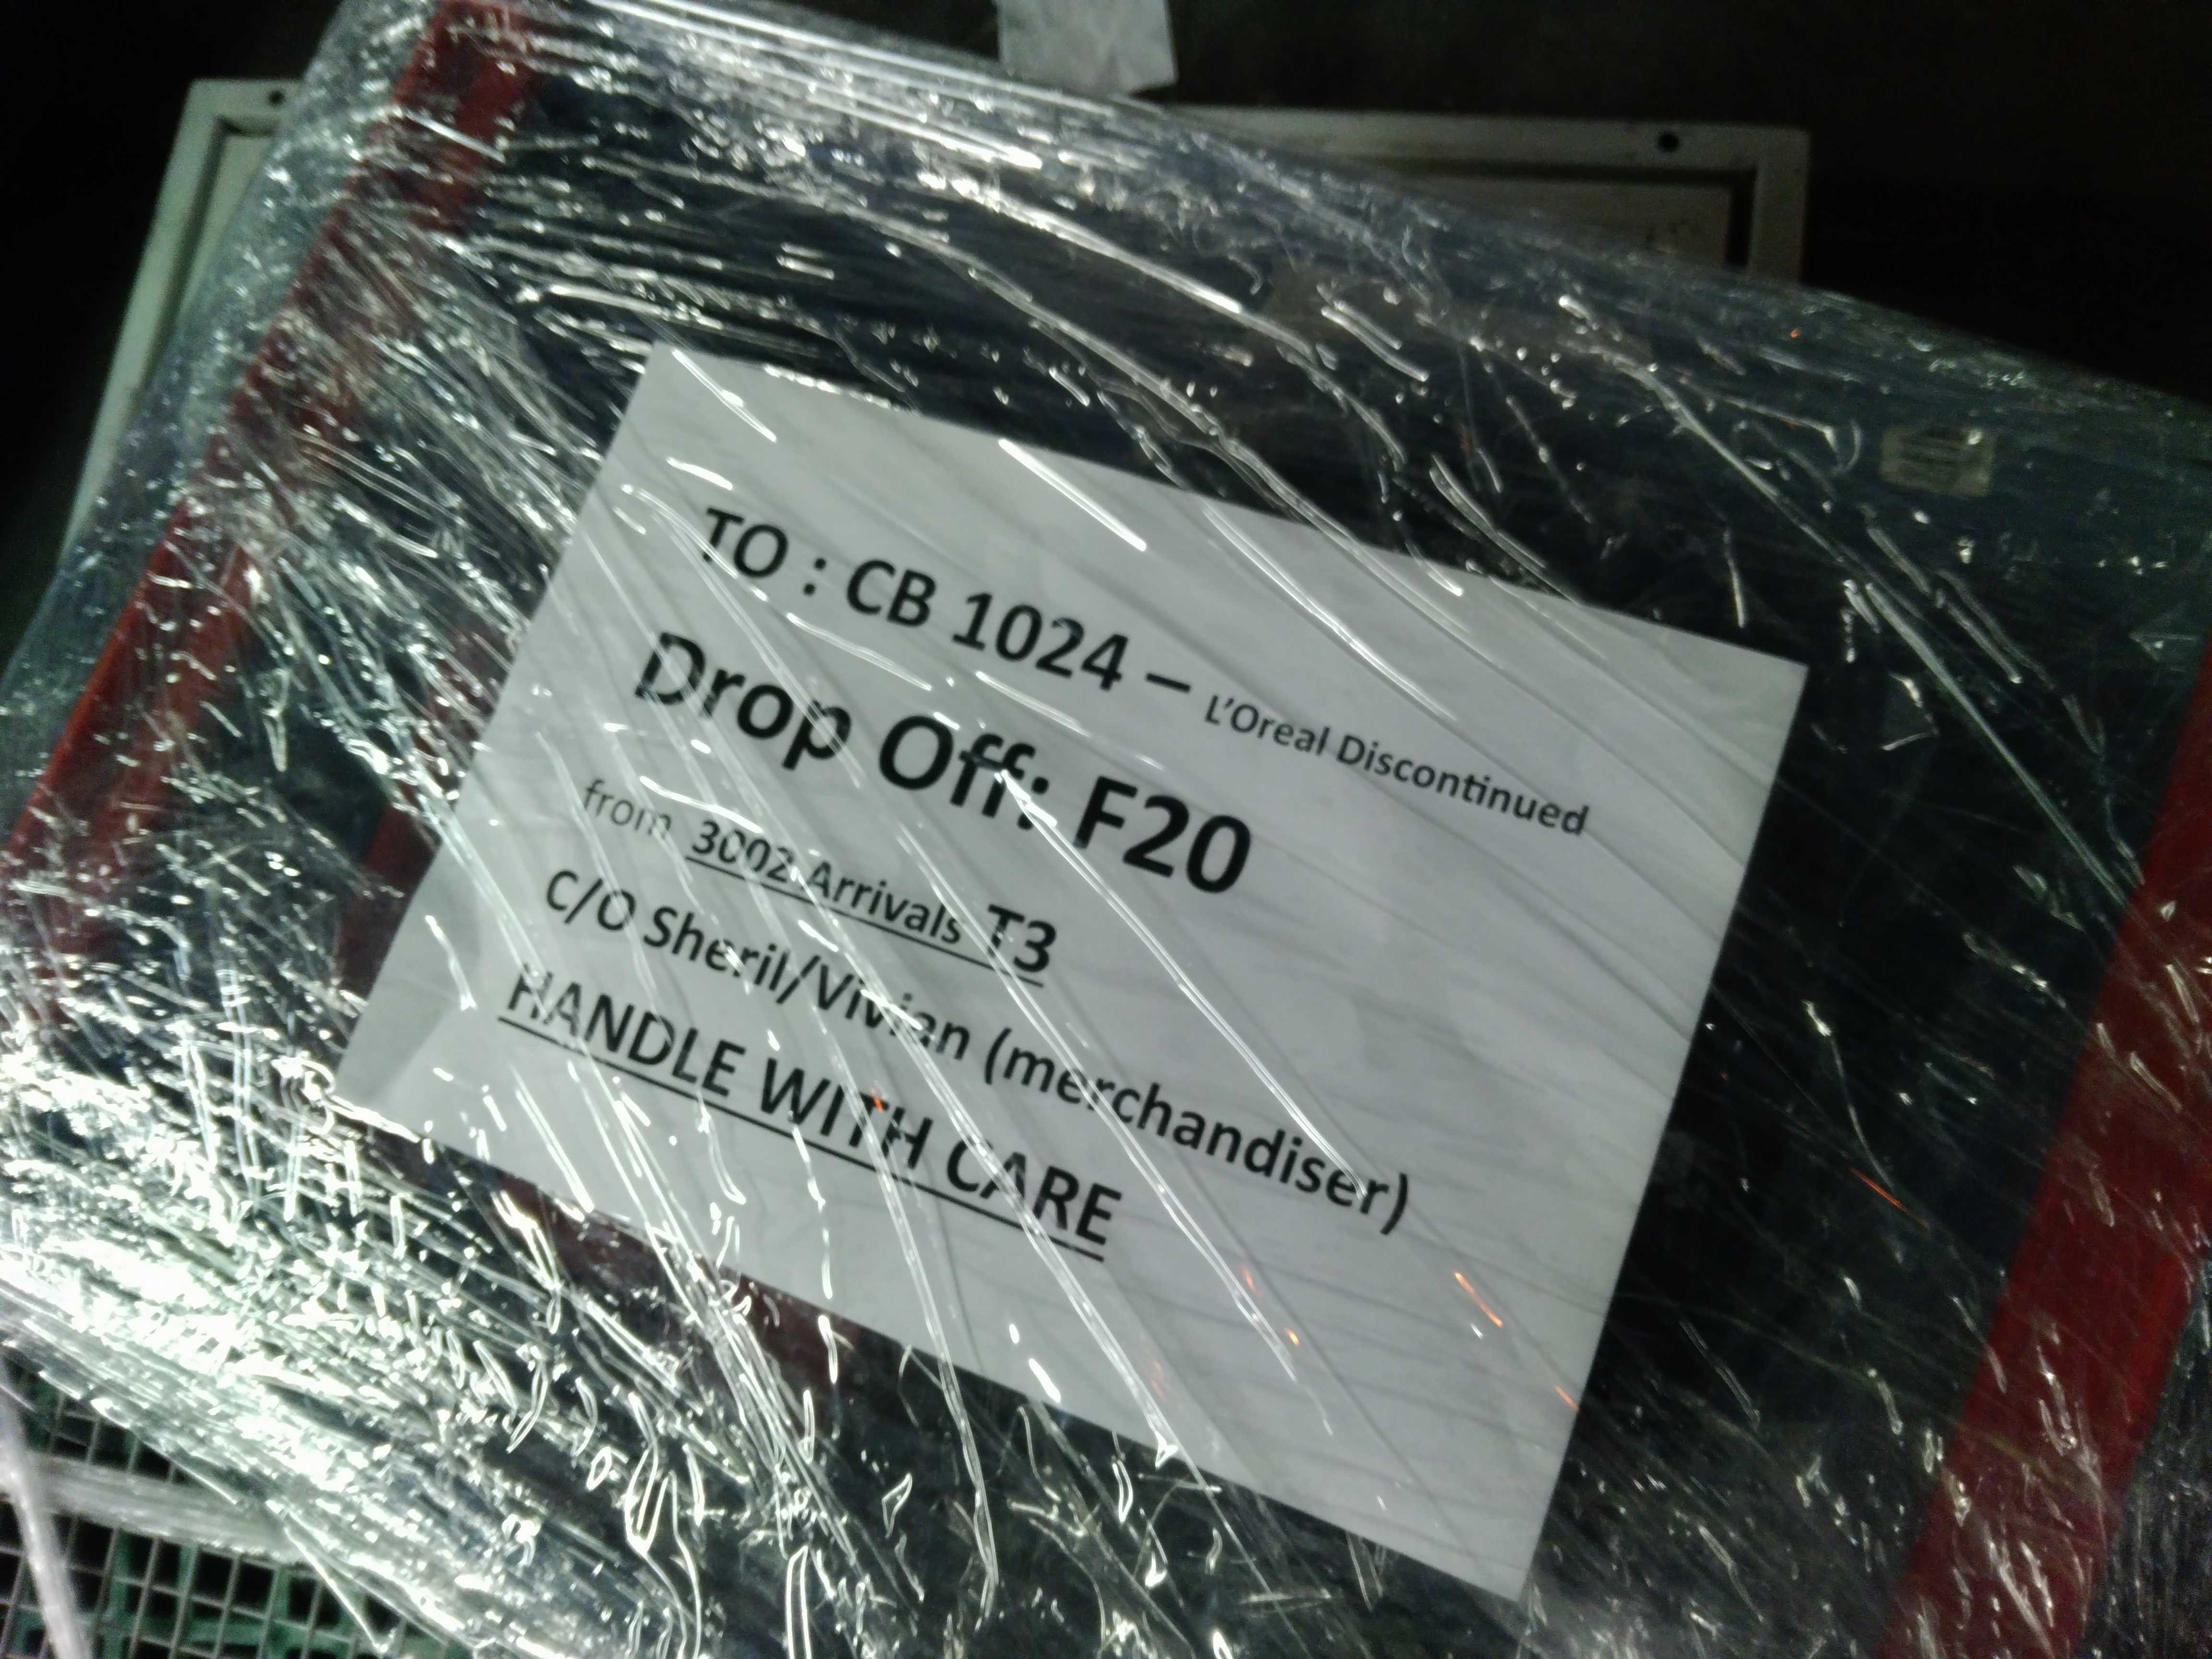 TO : CB 1024 – L'Oreal Discontinued
Drop Off: F20
from 3002 Arrivals T3
C/O Sheril/Vivian (merchandiser)
HANDLE WITH CARE